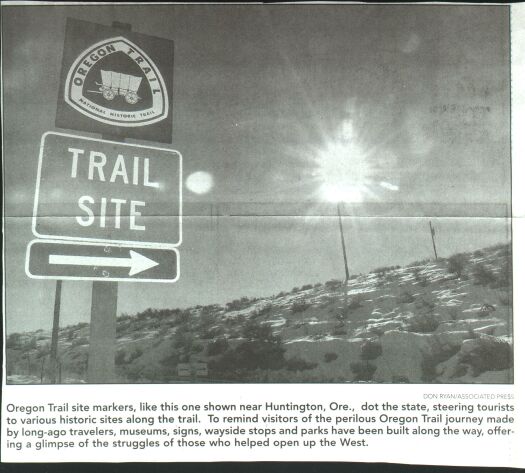 OREGON TRAIL
NATIONAL HISTORIC TRAIL
TRAIL
SITE
DON RYAN/ASSOCIATED PRESS
Oregon Trail site markers, like this one shown near Huntington, Ore., dot the state, steering tourists
to various historic sites along the trail. To remind visitors of the perilous Oregon Trail journey made
by long-ago travelers, museums, signs, wayside stops and parks have been built along the way, offer-
ing a glimpse of the struggles of those who helped open up the West.